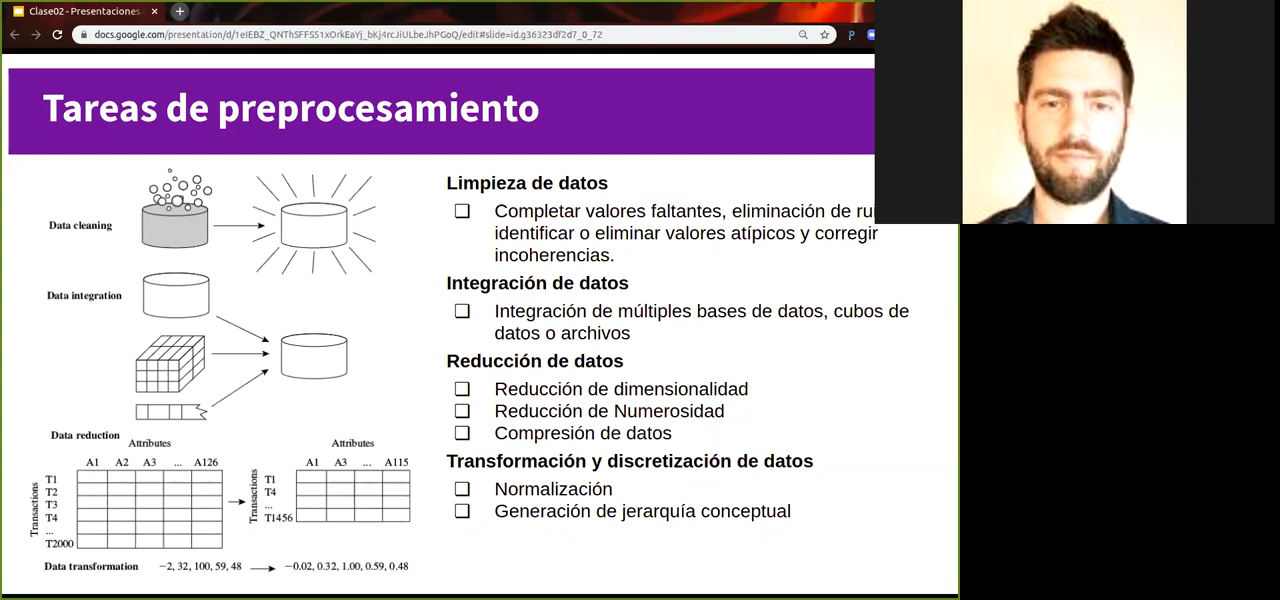 Clase02 - Presentaciones
docs.google.com/presentation/d/1eIEBZ_QNThSFFSS1xOrkEaYj_bKj4rcJiULbeJhPGoQ/edit#slide=id.g36323df2d7_0_72
Tareas de preprocesamiento
Limpieza de datos
Completar valores faltantes, eliminación de
identificar o eliminar valores atípicos y corregir
incoherencias.
Integración de datos
Integración de múltiples bases de datos, cubos de
datos o archivos
Reducción de datos
Reducción de dimensionalidad
Reducción de Numerosidad
Compresión de datos
Transformación y discretización de datos
Normalización
Generación de jerarquía conceptual
Data cleaning
Data integration
Data reduction
Attributes
A1 A2 A3 ... A126
Transactions
T1
T2
T3
T4
...
T2000
Attributes
A1 A3 ... A115
Transactions
T1
T4
...
T1456
Data transformation −2, 32, 100, 59, 48 −0.02, 0.32, 1.00, 0.59, 0.48